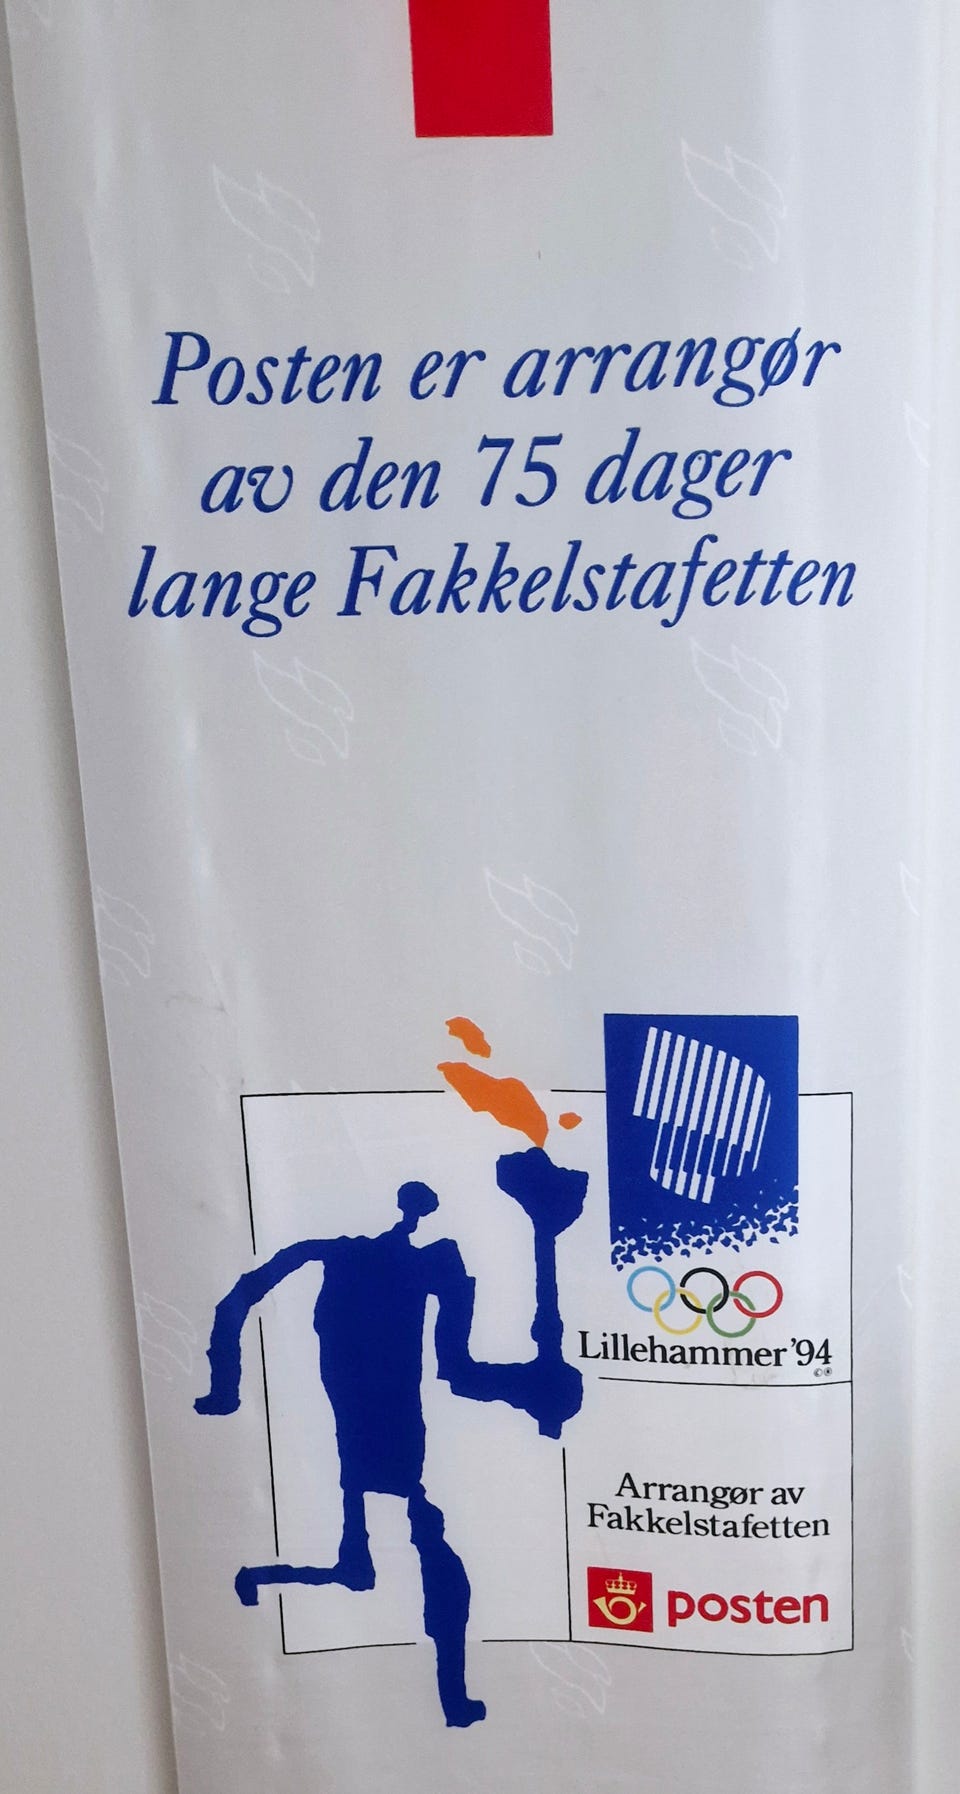 Posten er arrangør
av den 75 dager
lange Fakkelstafetten
Lillehammer '94
©®
Arrangør av
Fakkelstafetten
posten